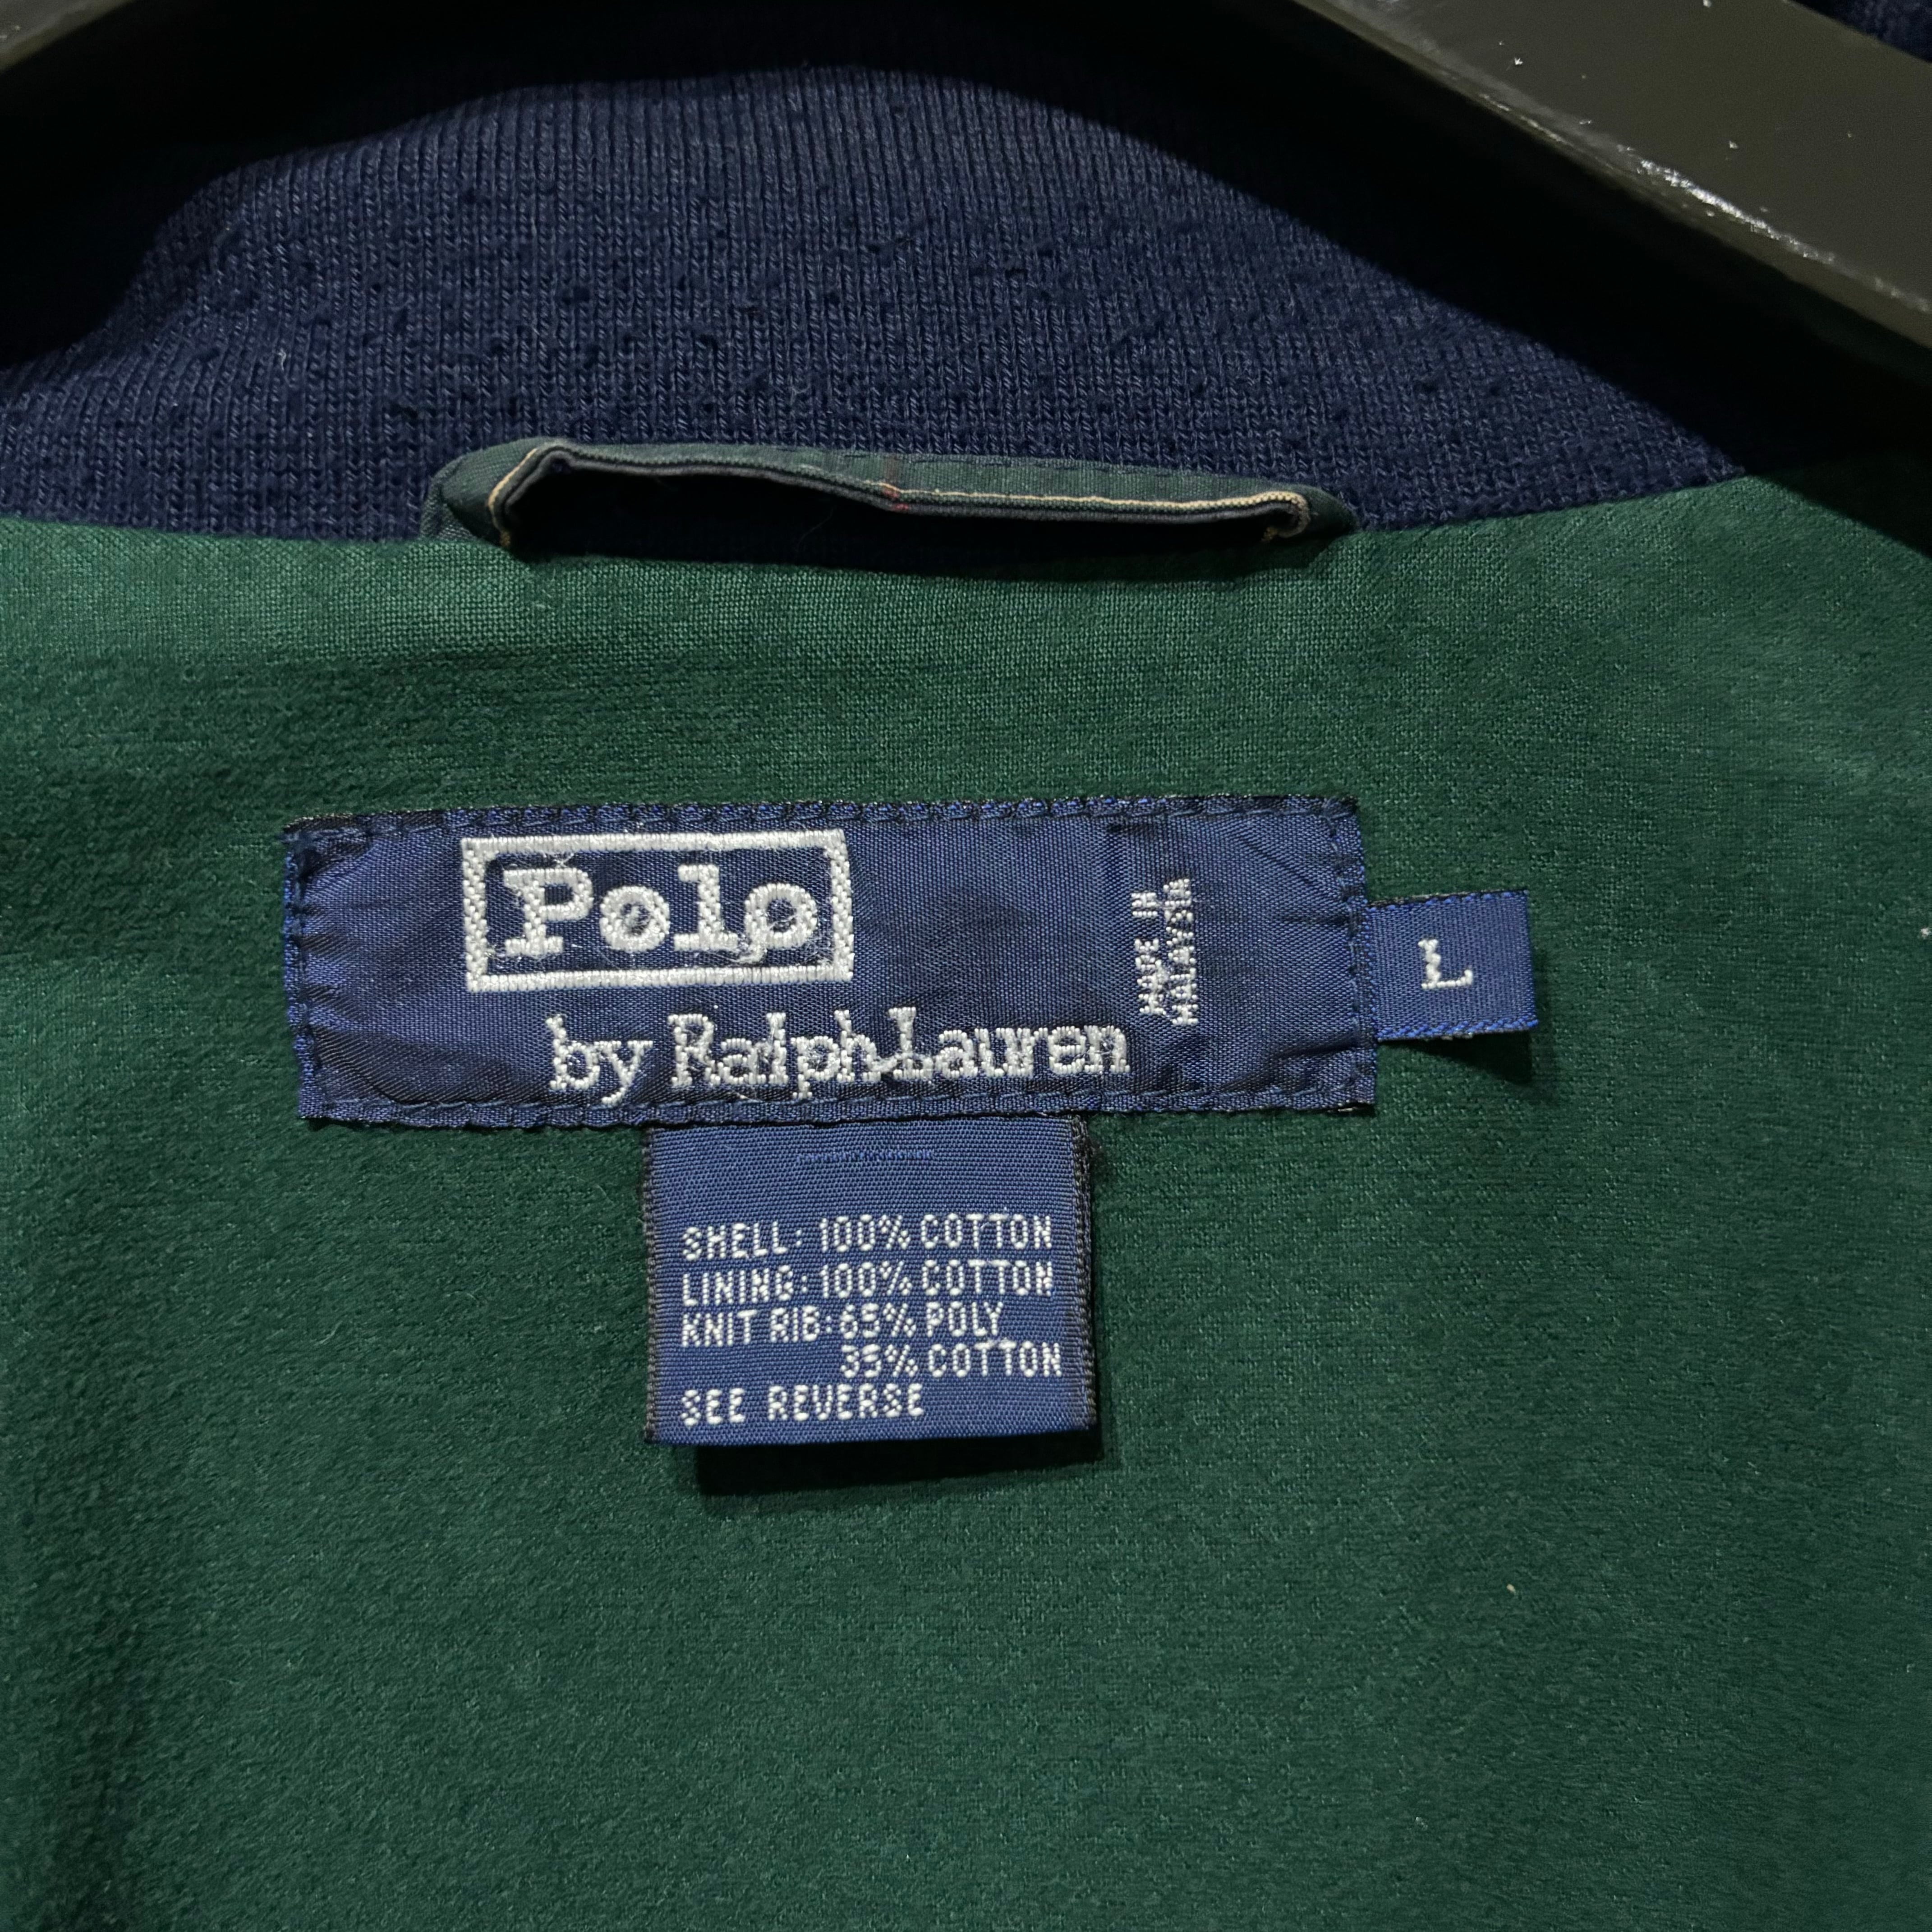 Polo
by Ralph Lauren
MADE IN
MALAYSIA
L
SHELL: 100% COTTON
LINING: 100% COTTON
KNIT RIB: 65% POLY
35% COTTON
SEE REVERSE